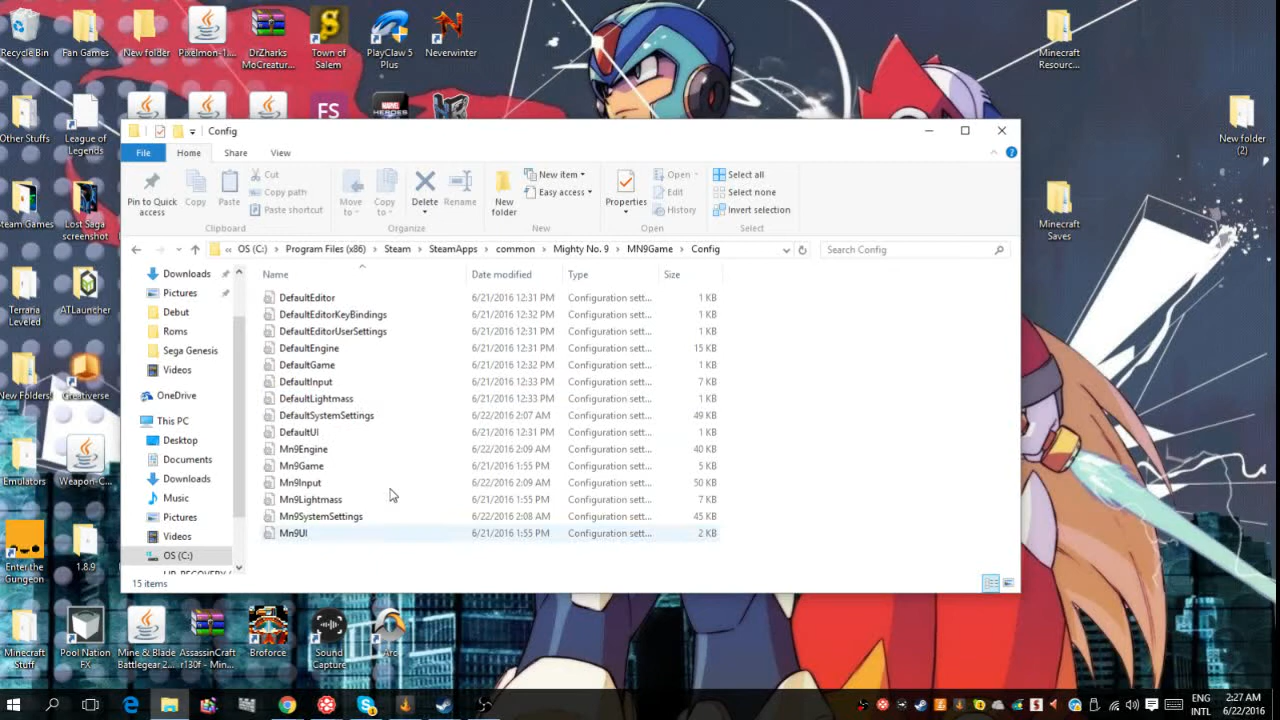 Recycle Bin
Fan Games
New folder
Pixelmon-1....
DrZharks
MoCreatur...
Town of
Salem
PlayClaw 5
Plus
Neverwinter
Minecraft
Resourc...
Other Stuffs
League of
Legends
FS
MARVEL
HEROES
New folder
(2)
Config
File
Home
Share
View
Pin to Quick
access
Copy
Paste
Cut
Copy path
Paste shortcut
Clipboard
Move
to
Copy
to
Delete
Rename
Organize
New
folder
New item
Easy access
New
Properties
Open
Edit
History
Open
Select all
Select none
Invert selection
Select
« OS (C:) › Program Files (x86) › Steam › SteamApps › common › Mighty No. 9 › MN9Game › Config
Search Config
Name Date modified Type Size
DefaultEditor 6/21/2016 12:31 PM Configuration sett... 1 KB
DefaultEditorKeyBindings 6/21/2016 12:32 PM Configuration sett... 1 KB
DefaultEditorUserSettings 6/21/2016 12:31 PM Configuration sett... 1 KB
DefaultEngine 6/21/2016 12:31 PM Configuration sett... 15 KB
DefaultGame 6/21/2016 12:32 PM Configuration sett... 1 KB
DefaultInput 6/21/2016 12:33 PM Configuration sett... 7 KB
DefaultLightmass 6/21/2016 12:33 PM Configuration sett... 1 KB
DefaultSystemSettings 6/22/2016 2:07 AM Configuration sett... 49 KB
DefaultUI 6/21/2016 12:31 PM Configuration sett... 1 KB
Mn9Engine 6/22/2016 2:09 AM Configuration sett... 40 KB
Mn9Game 6/21/2016 1:55 PM Configuration sett... 5 KB
Mn9Input 6/22/2016 2:09 AM Configuration sett... 50 KB
Mn9Lightmass 6/21/2016 1:55 PM Configuration sett... 7 KB
Mn9SystemSettings 6/22/2016 2:08 AM Configuration sett... 45 KB
Mn9UI 6/21/2016 1:55 PM Configuration sett... 2 KB
Downloads
Pictures
Debut
Roms
Sega Genesis
Videos
OneDrive
This PC
Desktop
Documents
Downloads
Music
Pictures
Videos
OS (C:)
15 items
Steam Games
Lost Saga
screenshot
Minecraft
Saves
Terraria
Leveled
ATLauncher
New Folders
Creativerse
Emulators
Weapon-C...
Enter the
Gungeon
1.8.9
Minecraft
Stuff
Pool Nation
FX
Mine & Blade
Battlegear 2...
AssassinCraft
r130f - Min...
Broforce
Sound
Capture
Arc
ENG
INTL
2:27 AM
6/22/2016